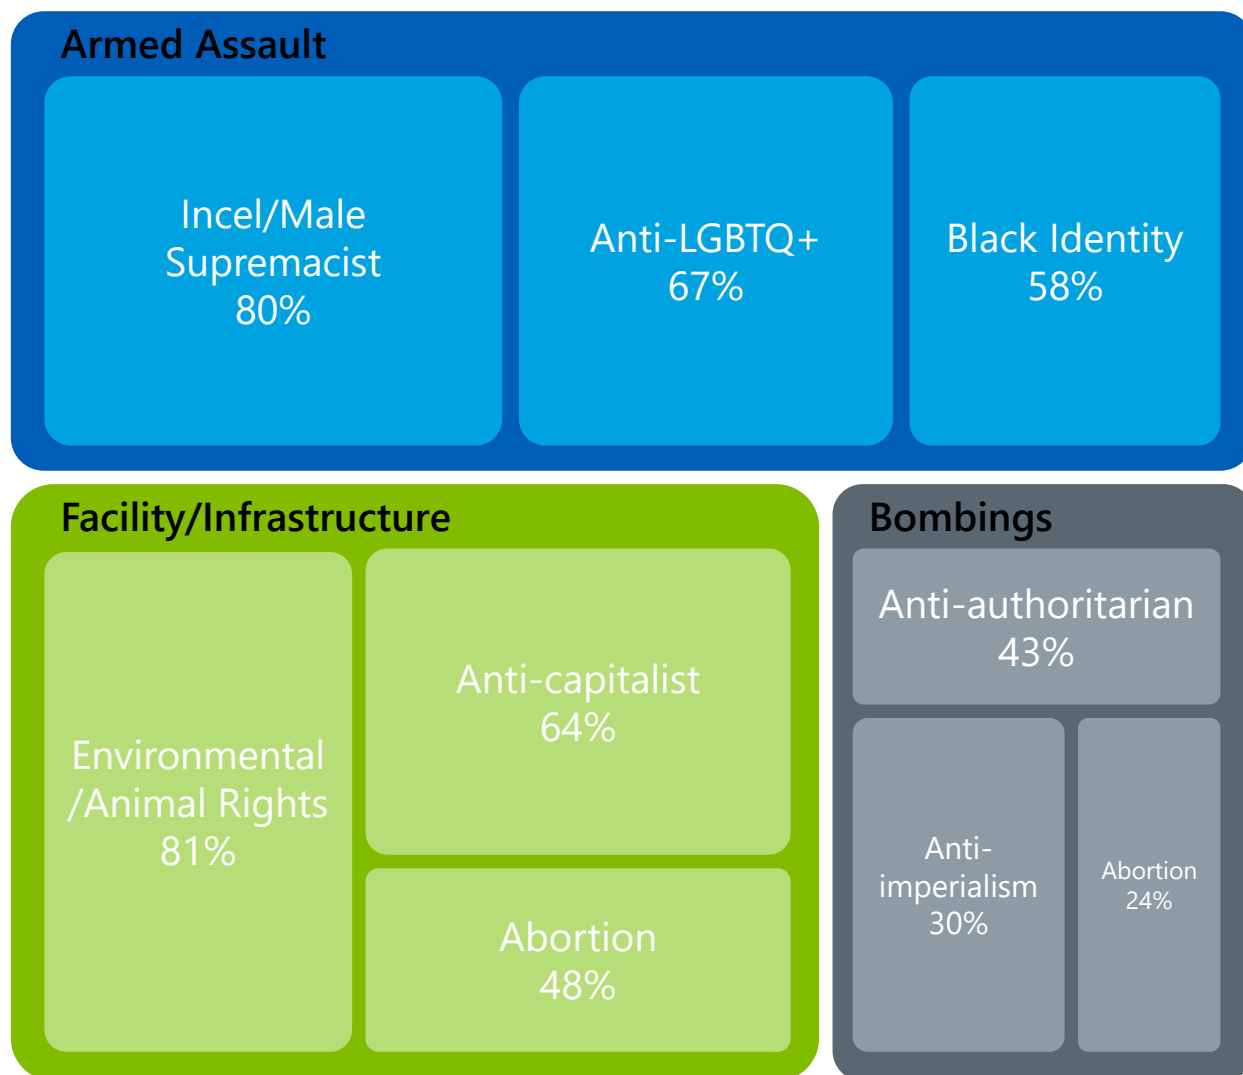 Armed Assault
Incel/Male
Supremacist
80%
Anti-LGBTQ+
67%
Black Identity
58%
Facility/Infrastructure
Environmental
/Animal Rights
81%
Anti-capitalist
64%
Abortion
48%
Bombings
Anti-authoritarian
43%
Anti-
imperialism
30%
Abortion
24%